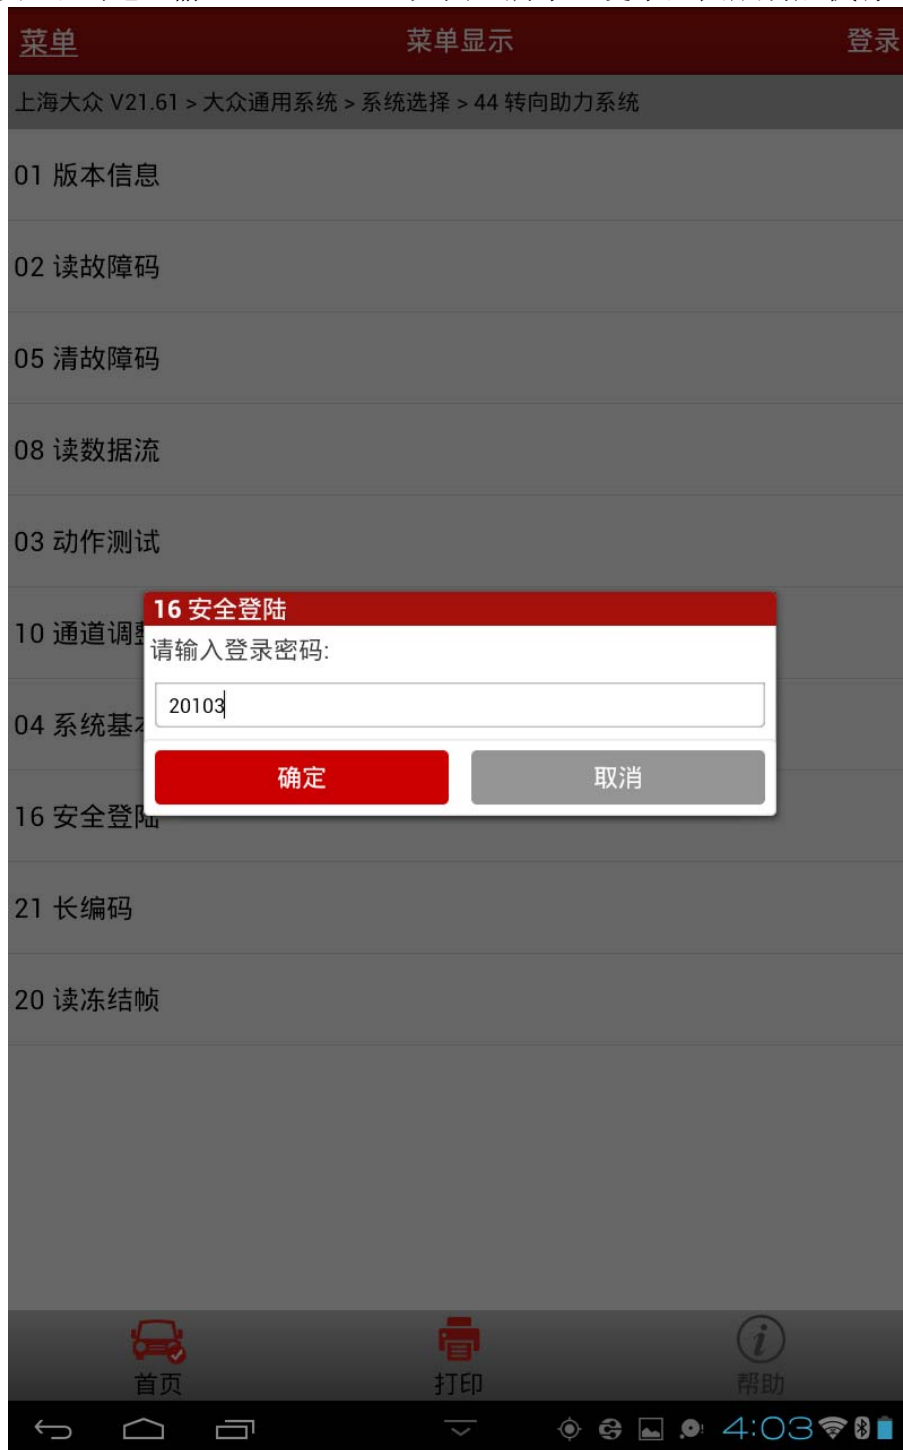 菜单 菜单显示 登录
上海大众 V21.61 > 大众通用系统 > 系统选择 > 44 转向助力系统
01 版本信息
02 读故障码
05 清故障码
08 读数据流
03 动作测试
16 安全登陆
10 通道调
请输入登录密码:
20103
04 系统基
确定 取消
16 安全登陆
21 长编码
20 读冻结帧
首页 打印 帮助
4:03